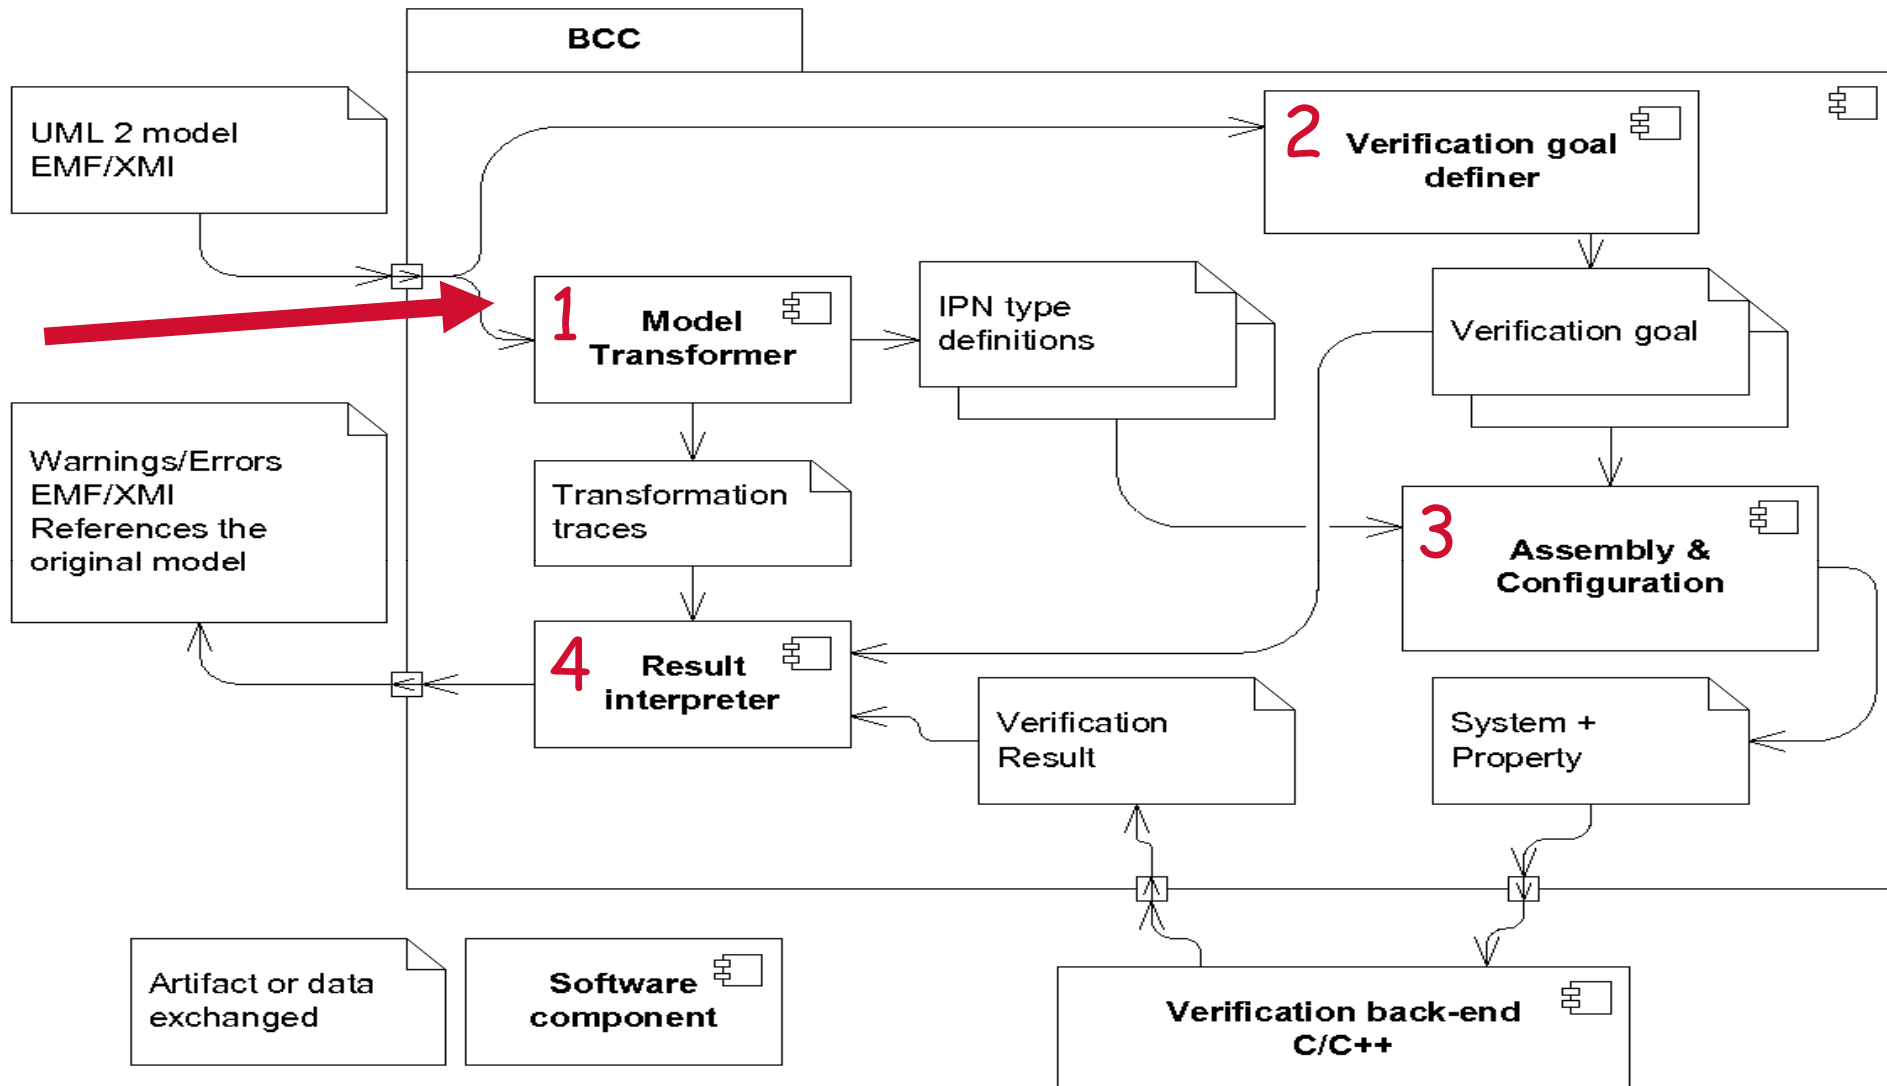 BCC
UML 2 model
EMF/XMI
2
Verification goal
definer
1
Model
Transformer
IPN type
definitions
Verification goal
Warnings/Errors
EMF/XMI
References the
original model
Transformation
traces
3
Assembly &
Configuration
4
Result
interpreter
Verification
Result
System +
Property
Artifact or data
exchanged
Software
component
Verification back-end
C/C++